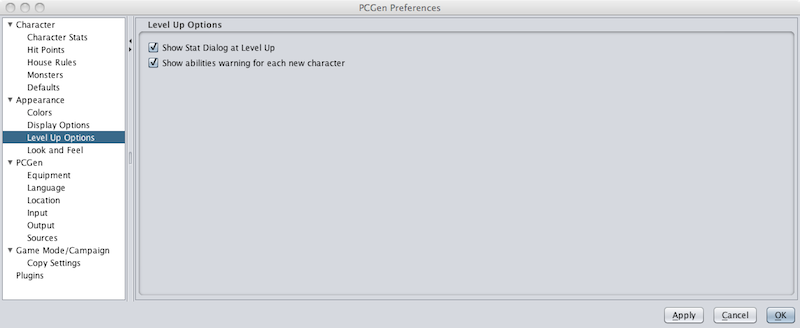 PCGen Preferences
Character
Character Stats
Hit Points
House Rules
Monsters
Defaults
Appearance
Colors
Display Options
Level Up Options
Look and Feel
PCGen
Equipment
Language
Location
Input
Output
Sources
Game Mode/Campaign
Copy Settings
Plugins
Level Up Options
Show Stat Dialog at Level Up
Show abilities warning for each new character
Apply
Cancel
OK